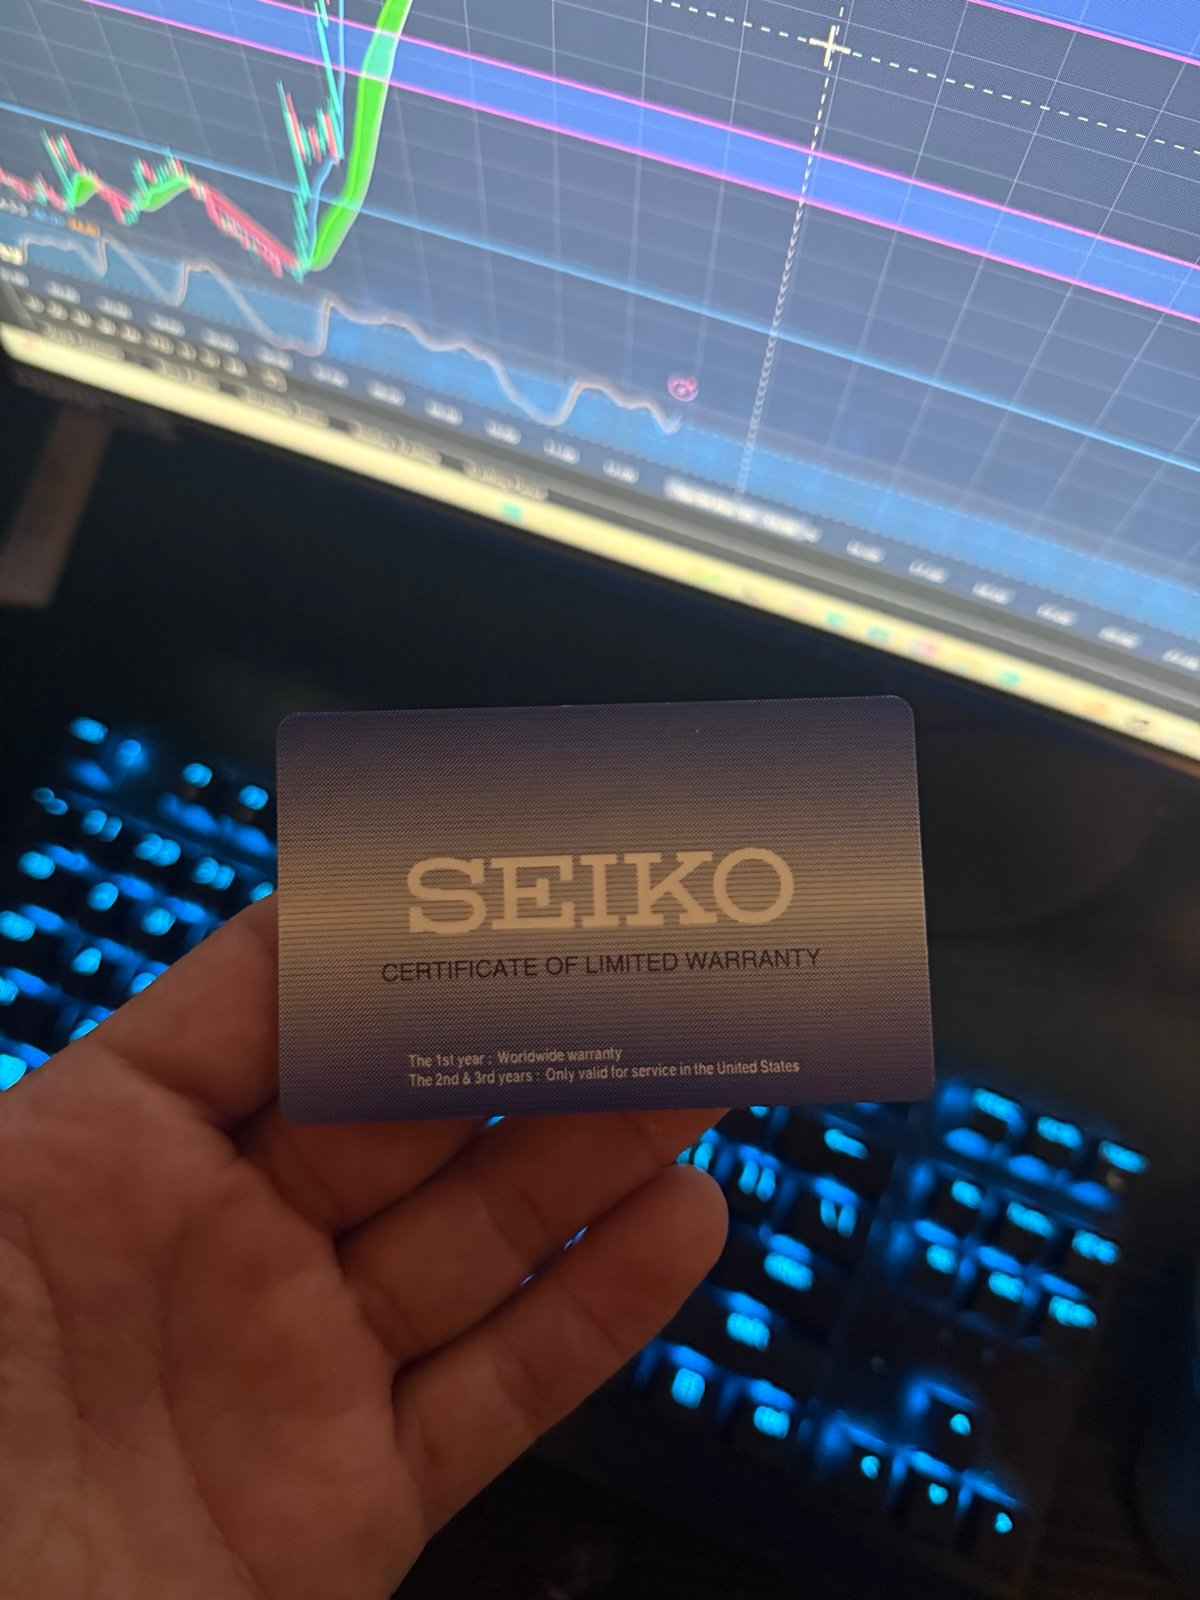 SEIKO
CERTIFICATE OF LIMITED WARRANTY
The 1st year : Worldwide warranty
The 2nd & 3rd years : Only valid for service in the United States